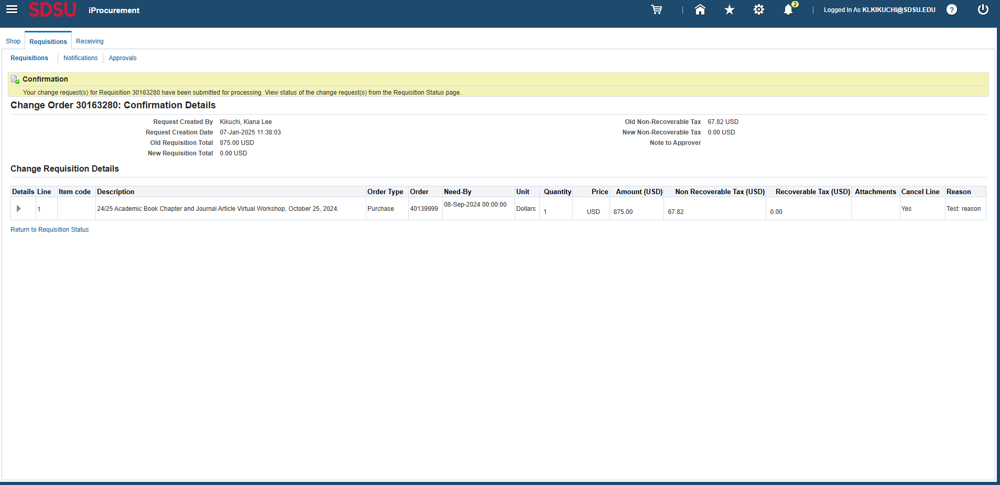 SDSU iProcurement 2 Logged In As KLKIKUCHI@SDSU.EDU ?
Shop Requisitions Receiving
Requisitions Notifications Approvals
Confirmation
Your change request(s) for Requisition 30163280 have been submitted for processing. View status of the change request(s) from the Requisition Status page.
Change Order 30163280: Confirmation Details
Request Created By Kikuchi, Kiana Lee Old Non-Recoverable Tax 67.82 USD
Request Creation Date 07-Jan-2025 11:38:03 New Non-Recoverable Tax 0.00 USD
Old Requisition Total 875.00 USD Note to Approver
New Requisition Total 0.00 USD
Change Requisition Details
Details Line Item code Description Order Type Order Need-By Unit Quantity Price Amount (USD) Non Recoverable Tax (USD) Recoverable Tax (USD) Attachments Cancel Line Reason
1 24/25 Academic Book Chapter and Journal Article Virtual Workshop, October 25, 2024. Purchase 40139999 08-Sep-2024 00:00:00 Dollars 1 USD 875.00 67.82 0.00 Yes Test: reason
Return to Requisition Status